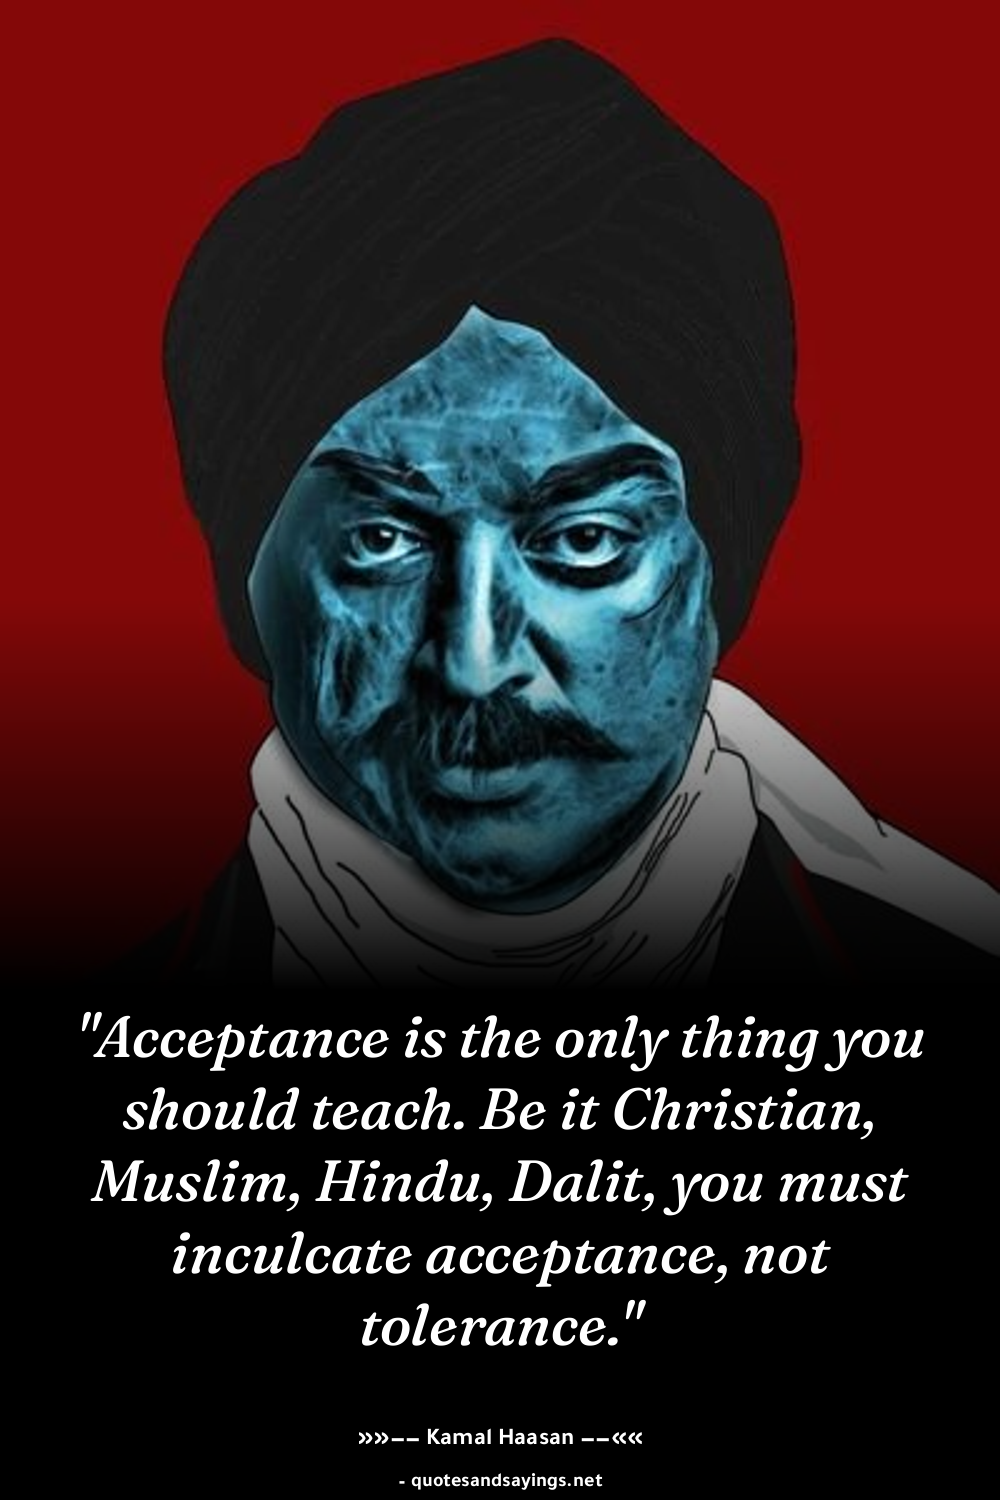 "Acceptance is the only thing you
should teach. Be it Christian,
Muslim, Hindu, Dalit, you must
inculcate acceptance, not
tolerance."
»»−− Kamal Haasan −−««
- quotesandsayings.net